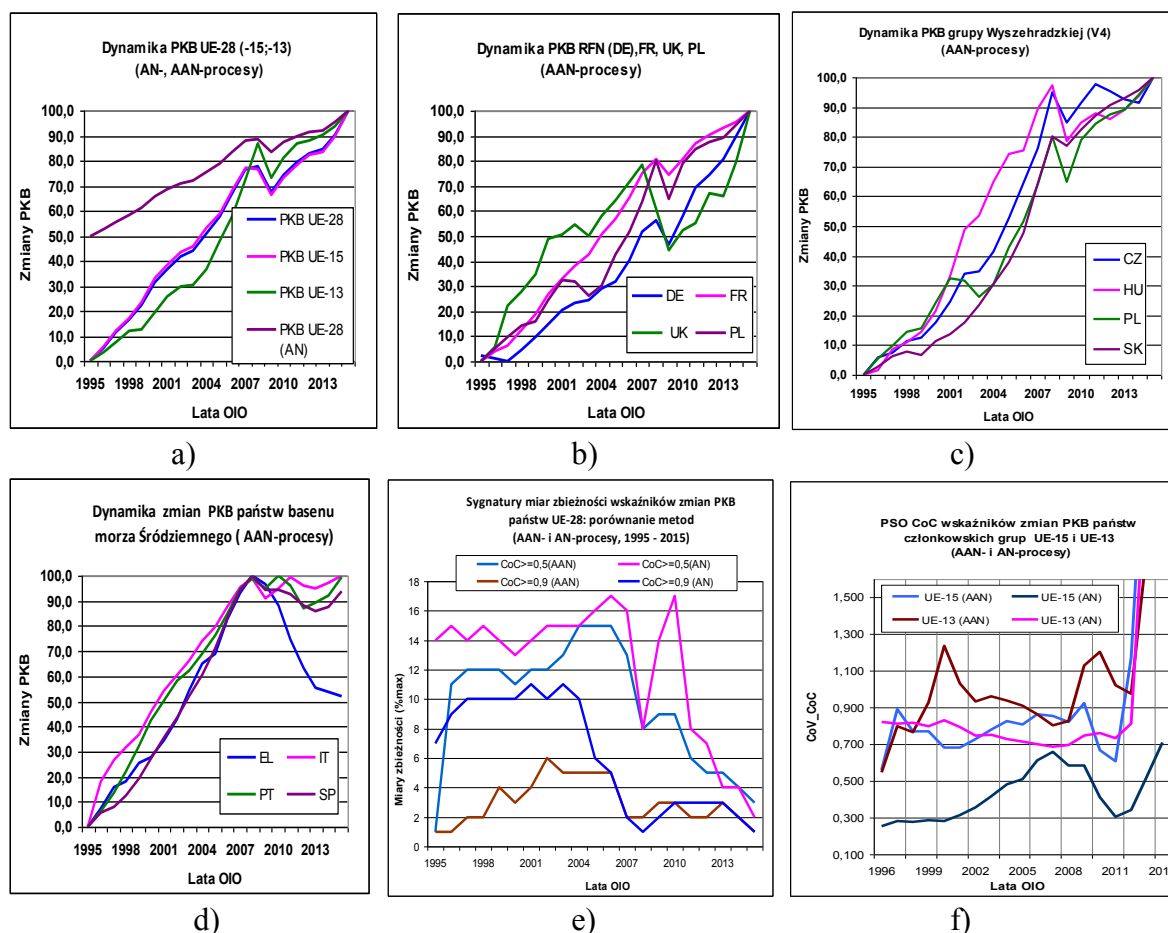 Dynamika PKB UE-28 (-15;-13)
(AN-, AAN-procesy)
Zmiany PKB
100,0
90,0
80,0
70,0
60,0
50,0
40,0
30,0
20,0
10,0
0,0
PKB UE-28
PKB UE-15
PKB UE-13
PKB UE-28
(AN)
1995 1998 2001 2004 2007 2010 2013
Lata OIO
a)
Dynamika PKB RFN (DE),FR, UK, PL
(AAN-procesy)
Zmiany PKB
100,0
90,0
80,0
70,0
60,0
50,0
40,0
30,0
20,0
10,0
0,0
DE FR
UK PL
1995 1998 2001 2004 2007 2010 2013
Lata OIO
b)
Dynamika PKB grupy Wyszehradzkiej (V4)
(AAN-procesy)
Zmiany PKB
100,0
90,0
80,0
70,0
60,0
50,0
40,0
30,0
20,0
10,0
0,0
CZ
HU
PL
SK
1995 1998 2001 2004 2007 2010 2013
Lata OIO
c)
Dynamika zmian PKB państw basenu
morza Śródziemnego ( AAN-procesy)
Zmiany PKB
100,0
90,0
80,0
70,0
60,0
50,0
40,0
30,0
20,0
10,0
0,0
EL IT
PT SP
1995 1998 2001 2004 2007 2010 2013
Lata OIO
d)
Sygnatury miar zbieżności wskaźników zmian PKB
państw UE-28: porównanie metod
(AAN- i AN-procesy, 1995 - 2015)
CoC>=0,5(AAN) CoC>=0,5(AN)
CoC>=0,9 (AAN) CoC>=0,9 (AN)
Miary zbieżności (%max)
18
16
14
12
10
8
6
4
2
0
1995 1998 2001 2004 2007 2010 2013
Lata OIO
e)
PSO CoC wskaźników zmian PKB państw
członkowskich grup UE-15 i UE-13
(AAN- i AN-procesy)
UE-15 (AAN) UE-15 (AN)
UE-13 (AAN) UE-13 (AN)
CoV_CoC
1,500
1,300
1,100
0,900
0,700
0,500
0,300
0,100
1996 1999 2002 2005 2008 2011
Lata OIO
f)